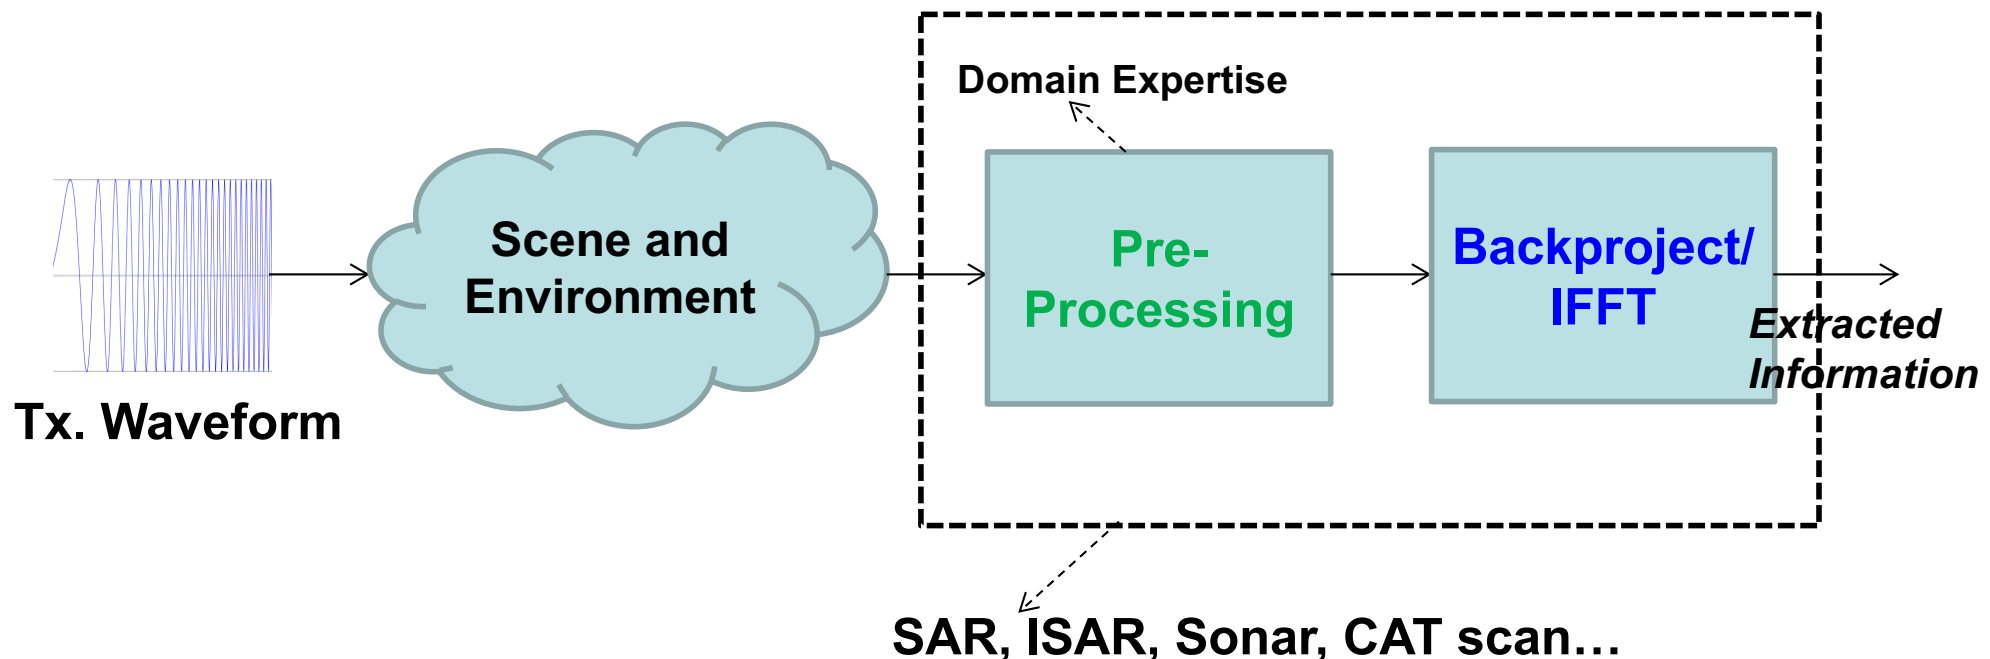 Domain Expertise
Scene and
Environment
Pre-
Processing
Backproject/
IFFT
Extracted
Information
Tx. Waveform
SAR, ISAR, Sonar, CAT scan…